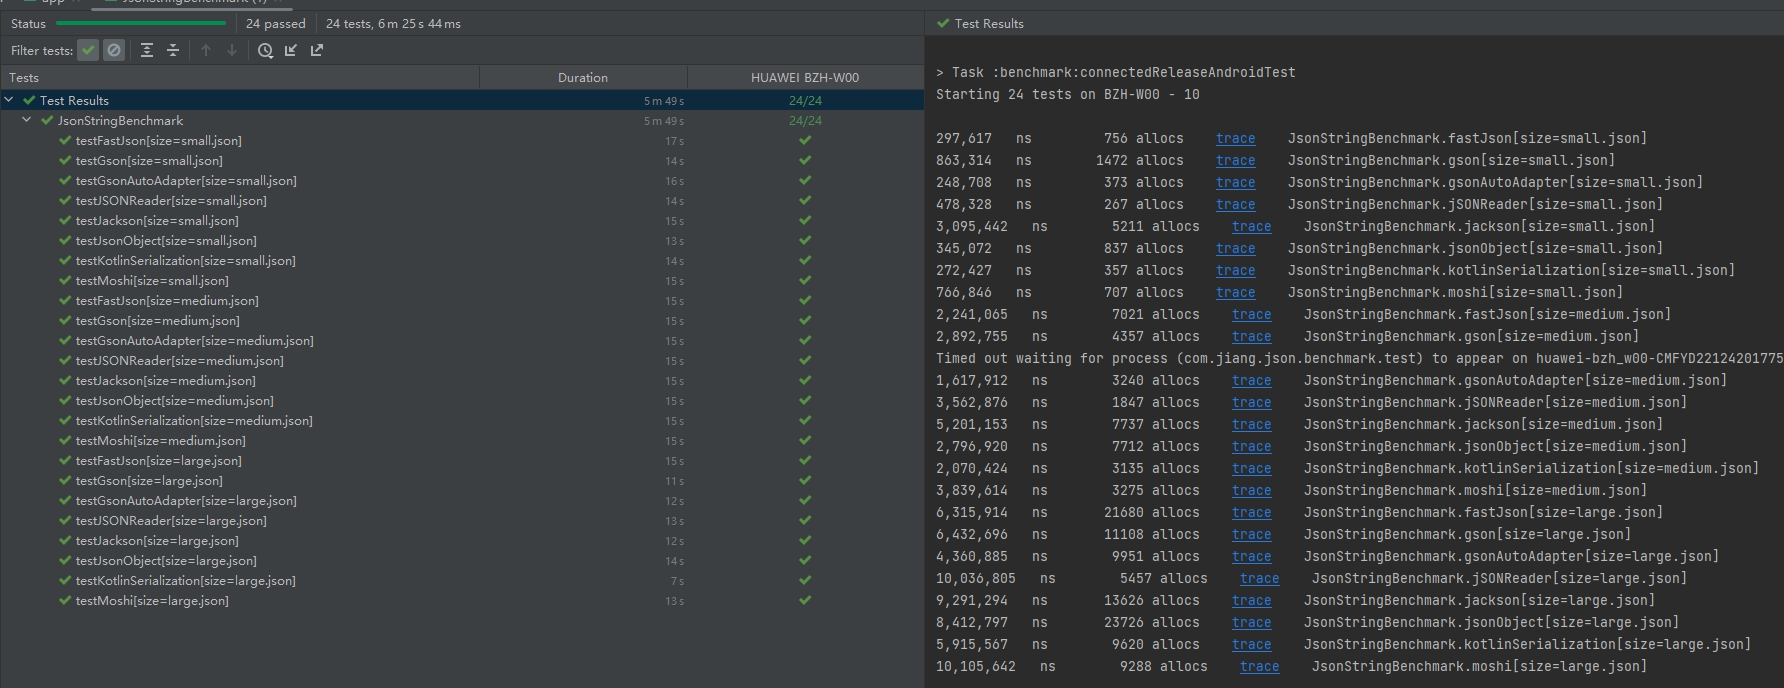 app JsonStringBenchmark (1)
Status 24 passed 24 tests, 6 m 25 s 44 ms
Filter tests:
Tests Duration HUAWEI BZH-W00
Test Results 5 m 49 s 24/24
JsonStringBenchmark 5 m 49 s 24/24
testFastJson[size=small.json] 17 s
testGson[size=small.json] 14 s
testGsonAutoAdapter[size=small.json] 16 s
testJSONReader[size=small.json] 14 s
testJackson[size=small.json] 15 s
testJsonObject[size=small.json] 13 s
testKotlinSerialization[size=small.json] 14 s
testMoshi[size=small.json] 15 s
testFastJson[size=medium.json] 15 s
testGson[size=medium.json] 15 s
testGsonAutoAdapter[size=medium.json] 15 s
testJSONReader[size=medium.json] 15 s
testJackson[size=medium.json] 15 s
testJsonObject[size=medium.json] 15 s
testKotlinSerialization[size=medium.json] 15 s
testMoshi[size=medium.json] 15 s
testFastJson[size=large.json] 15 s
testGson[size=large.json] 11 s
testGsonAutoAdapter[size=large.json] 12 s
testJSONReader[size=large.json] 13 s
testJackson[size=large.json] 12 s
testJsonObject[size=large.json] 14 s
testKotlinSerialization[size=large.json] 7 s
testMoshi[size=large.json] 13 s
Test Results
> Task :benchmark:connectedReleaseAndroidTest
Starting 24 tests on BZH-W00 - 10
297,617 ns 756 allocs trace JsonStringBenchmark.fastJson[size=small.json]
863,314 ns 1472 allocs trace JsonStringBenchmark.gson[size=small.json]
248,708 ns 373 allocs trace JsonStringBenchmark.gsonAutoAdapter[size=small.json]
478,328 ns 267 allocs trace JsonStringBenchmark.jSONReader[size=small.json]
3,095,442 ns 5211 allocs trace JsonStringBenchmark.jackson[size=small.json]
345,072 ns 837 allocs trace JsonStringBenchmark.jsonObject[size=small.json]
272,427 ns 357 allocs trace JsonStringBenchmark.kotlinSerialization[size=small.json]
766,846 ns 707 allocs trace JsonStringBenchmark.moshi[size=small.json]
2,241,065 ns 7021 allocs trace JsonStringBenchmark.fastJson[size=medium.json]
2,892,755 ns 4357 allocs trace JsonStringBenchmark.gson[size=medium.json]
Timed out waiting for process (com.jiang.json.benchmark.test) to appear on huawei-bzh_w00-CMFYD22124201775
1,617,912 ns 3240 allocs trace JsonStringBenchmark.gsonAutoAdapter[size=medium.json]
3,562,876 ns 1847 allocs trace JsonStringBenchmark.jSONReader[size=medium.json]
5,201,153 ns 7737 allocs trace JsonStringBenchmark.jackson[size=medium.json]
2,796,920 ns 7712 allocs trace JsonStringBenchmark.jsonObject[size=medium.json]
2,070,424 ns 3135 allocs trace JsonStringBenchmark.kotlinSerialization[size=medium.json]
3,839,614 ns 3275 allocs trace JsonStringBenchmark.moshi[size=medium.json]
6,315,914 ns 21680 allocs trace JsonStringBenchmark.fastJson[size=large.json]
6,432,696 ns 11108 allocs trace JsonStringBenchmark.gson[size=large.json]
4,360,885 ns 9951 allocs trace JsonStringBenchmark.gsonAutoAdapter[size=large.json]
10,036,805 ns 5457 allocs trace JsonStringBenchmark.jSONReader[size=large.json]
9,291,294 ns 13626 allocs trace JsonStringBenchmark.jackson[size=large.json]
8,412,797 ns 23726 allocs trace JsonStringBenchmark.jsonObject[size=large.json]
5,915,567 ns 9620 allocs trace JsonStringBenchmark.kotlinSerialization[size=large.json]
10,105,642 ns 9288 allocs trace JsonStringBenchmark.moshi[size=large.json]